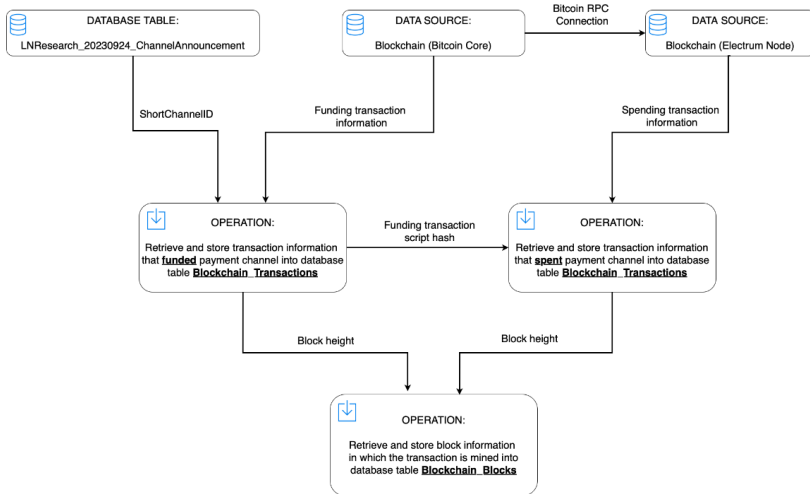 DATABASE TABLE:
LNResearch_20230924_ChannelAnnouncement
DATA SOURCE:
Blockchain (Bitcoin Core)
Bitcoin RPC
Connection
DATA SOURCE:
Blockchain (Electrum Node)
ShortChannelID
Funding transaction
information
Spending transaction
information
OPERATION:
Retrieve and store transaction information
that funded payment channel into database
table Blockchain_Transactions
Funding transaction
script hash
OPERATION:
Retrieve and store transaction information
that spent payment channel into database
table Blockchain_Transactions
Block height
Block height
OPERATION:
Retrieve and store block information
in which the transaction is mined into
database table Blockchain_Blocks